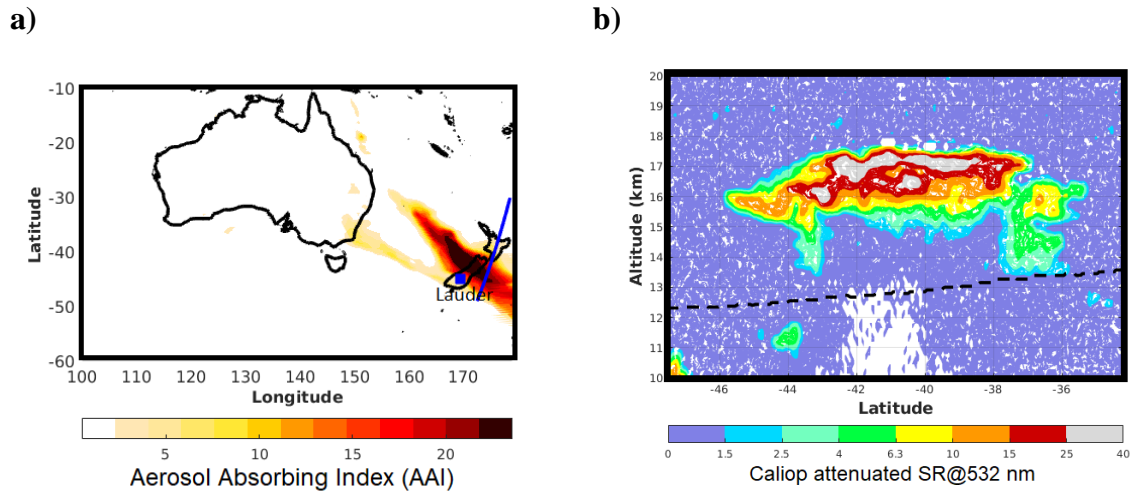 a)
-10
-20
-30
-40
-50
-60
Latitude
Lauder
100 110 120 130 140 150 160 170
Longitude
5 10 15 20
Aerosol Absorbing Index (AAI)
b)
20
19
18
17
16
15
14
13
12
11
10
Altitude (km)
-46 -44 -42 -40 -38 -36
Latitude
0 1.5 2.5 4 6.3 10 15 25 40
Caliop attenuated SR@532 nm